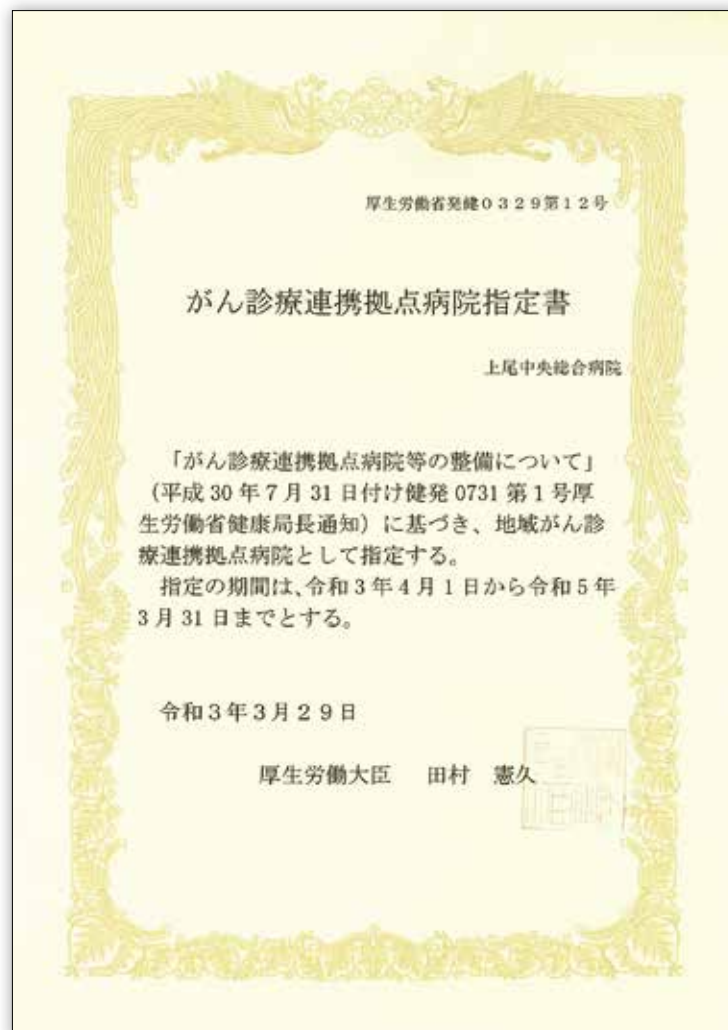 厚生労働省発健0329第12号
がん診療連携拠点病院指定書
上尾中央総合病院
「がん診療連携拠点病院等の整備について」
(平成 30 年 7 月 31 日付け健発 0731 第 1 号厚
生労働省健康局長通知)に基づき、地域がん診
療連携拠点病院として指定する。
指定の期間は、令和 3 年 4 月 1 日から令和 5 年
3 月 31 日までとする。
令和3年3月29日
厚生労働大臣 田村 憲久